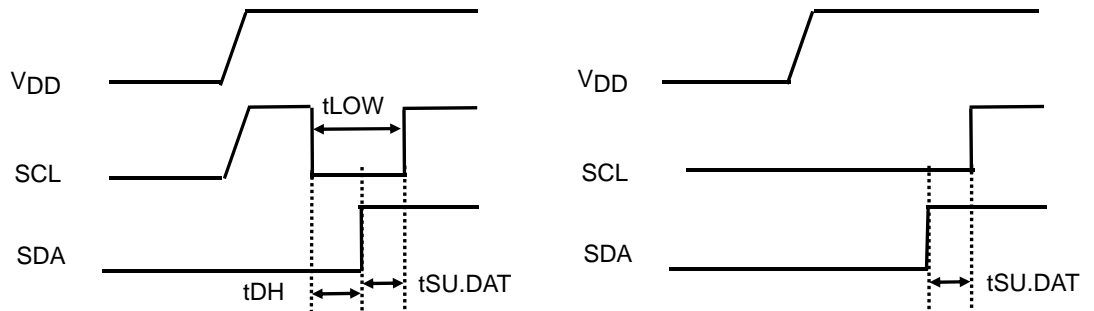 VDD
tLOW
SCL
SDA
tDH
tSU.DAT
VDD
SCL
SDA
tSU.DAT